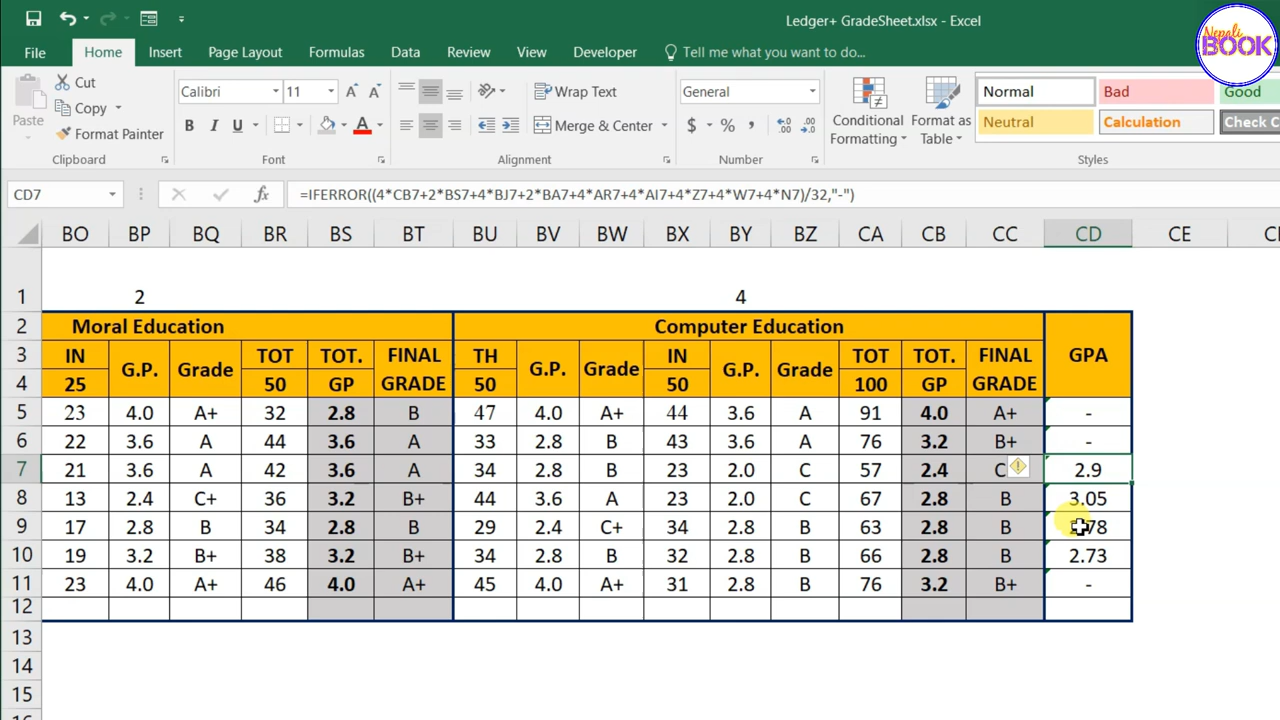 Ledger+ GradeSheet.xlsx - Excel
Nepali
BOOK
File Home Insert Page Layout Formulas Data Review View Developer Tell me what you want to do...
Paste
Cut
Copy
Format Painter
Clipboard
Calibri 11
B I U
Font
Wrap Text
Merge & Center
Alignment
General
$ % ,
Number
Conditional
Formatting
Format as
Table
Normal Bad Good
Neutral Calculation Check C
Styles
CD7 fx =IFERROR((4*CB7+2*BS7+4*BJ7+2*BA7+4*AR7+4*AI7+4*Z7+4*W7+4*N7)/32,"-")
BO BP BQ BR BS BT BU BV BW BX BY BZ CA CB CC CD CE
1 2 4
2 Moral Education Computer Education
3 IN G.P. Grade TOT TOT. FINAL TH G.P. Grade IN G.P. Grade TOT TOT. FINAL GPA
4 25 50 GP GRADE 50 50 100 GP GRADE
5 23 4.0 A+ 32 2.8 B 47 4.0 A+ 44 3.6 A 91 4.0 A+ -
6 22 3.6 A 44 3.6 A 33 2.8 B 43 3.6 A 76 3.2 B+ -
7 21 3.6 A 42 3.6 A 34 2.8 B 23 2.0 C 57 2.4 C 2.9
8 13 2.4 C+ 36 3.2 B+ 44 3.6 A 23 2.0 C 67 2.8 B 3.05
9 17 2.8 B 34 2.8 B 29 2.4 C+ 34 2.8 B 63 2.8 B
10 19 3.2 B+ 38 3.2 B+ 34 2.8 B 32 2.8 B 66 2.8 B 2.73
11 23 4.0 A+ 46 4.0 A+ 45 4.0 A+ 31 2.8 B 76 3.2 B+ -
12
13
14
15